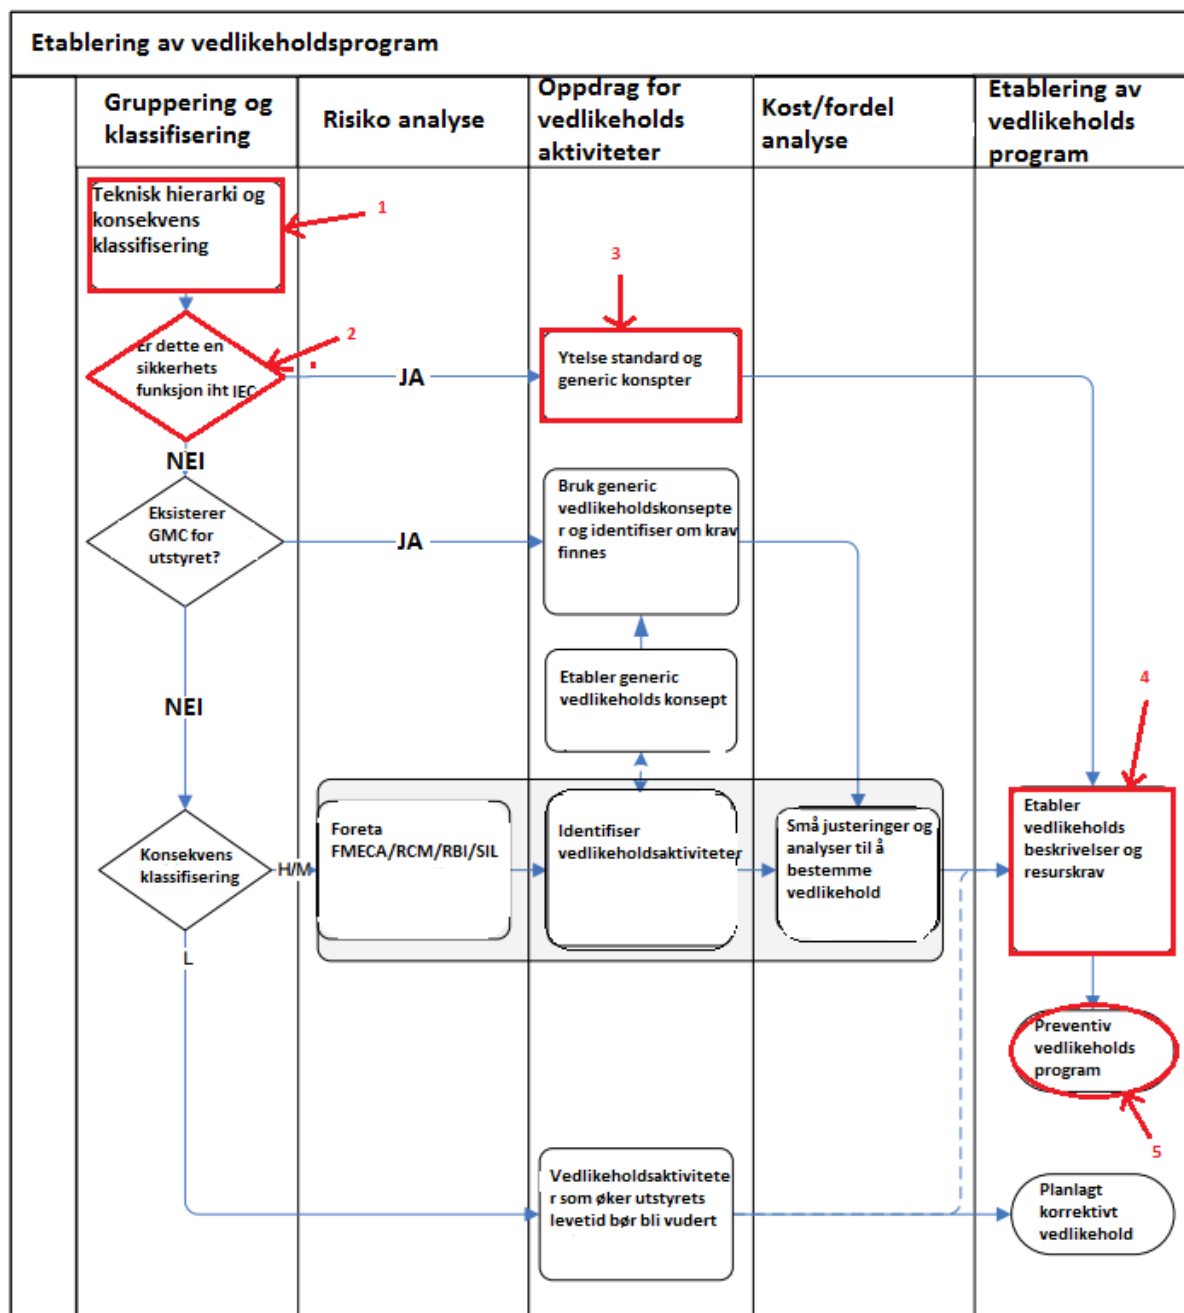 Etablering av vedlikeholdsprogram
Gruppering og
klassifisering
Risiko analyse
Oppdrag for
vedlikeholds
aktiviteter
Kost/fordel
analyse
Etablering av
vedlikeholds
program
Teknisk hierarki og
konsekvens
klassifisering
1
Er dette en
sikkerhets
funksjon iht IEC
2
JA
3
Ytelse standard og
generic konspter
NEI
Eksisterer
GMC for
utstyret?
JA
Bruk generic
vedlikeholdskonsepte
r og identifiser om krav
finnes
Etabler generic
vedlikeholds konsept
NEI
Konsekvens
klassifisering
H/M
Foreta
FMECA/RCM/RBI/SIL
Identifiser
vedlikeholdsaktiviteter
Små justeringer og
analyser til å
bestemme
vedlikehold
4
Etabler
vedlikeholds
beskrivelser og
resurskrav
Preventiv
vedlikeholds
program
5
L
Vedlikeholdsaktivitete
r som øker utstyrets
levetid bør bli vudert
Planlagt
korrektivt
vedlikehold